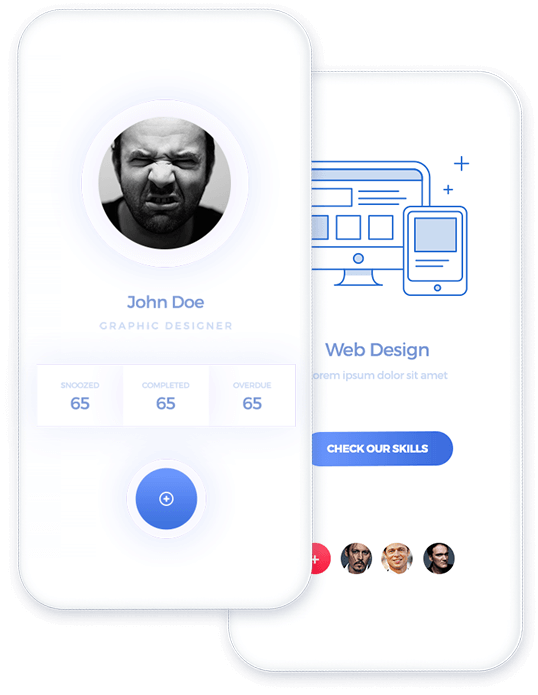 John Doe
GRAPHIC DESIGNER
SNOOZED COMPLETED OVERDUE
65 65 65
Web Design
orem ipsum dolor sit amet
CHECK OUR SKILLS